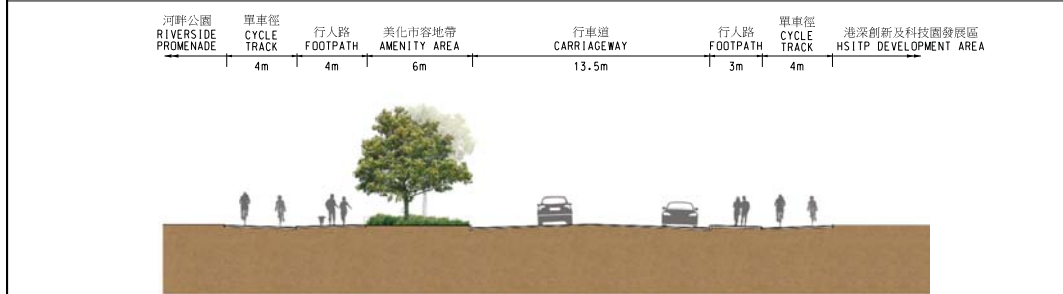 河畔公園
RIVERSIDE
PROMENADE
單車徑
CYCLE
TRACK
4m
行人路
FOOTPATH
4m
美化市容地帶
AMENITY AREA
6m
行車道
CARRIAGEWAY
13.5m
行人路
FOOTPATH
3m
單車徑
CYCLE
TRACK
4m
港深創新及科技園發展區
HSITP DEVELOPMENT AREA